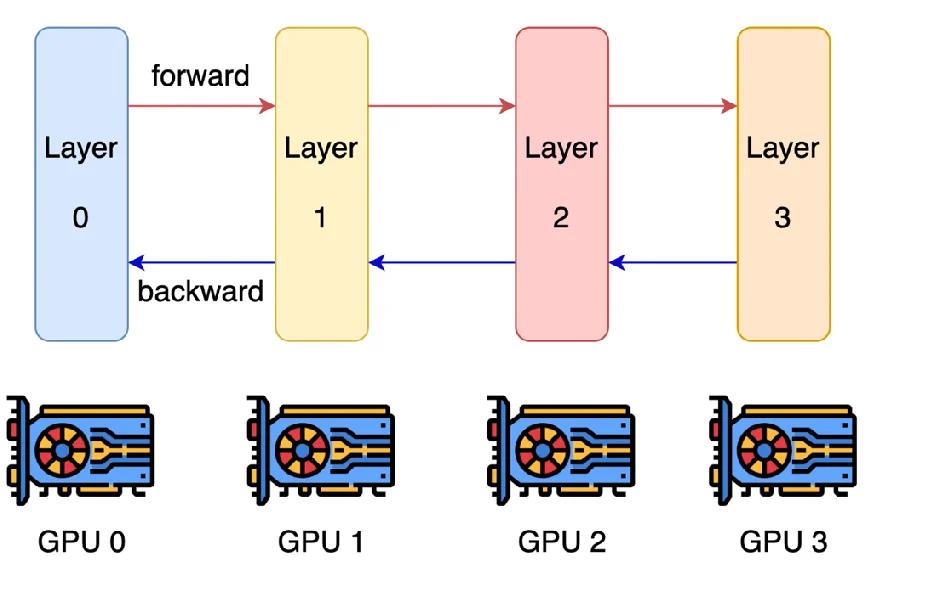 forward
Layer
0
Layer
1
Layer
2
Layer
3
backward
GPU 0
GPU 1
GPU 2
GPU 3